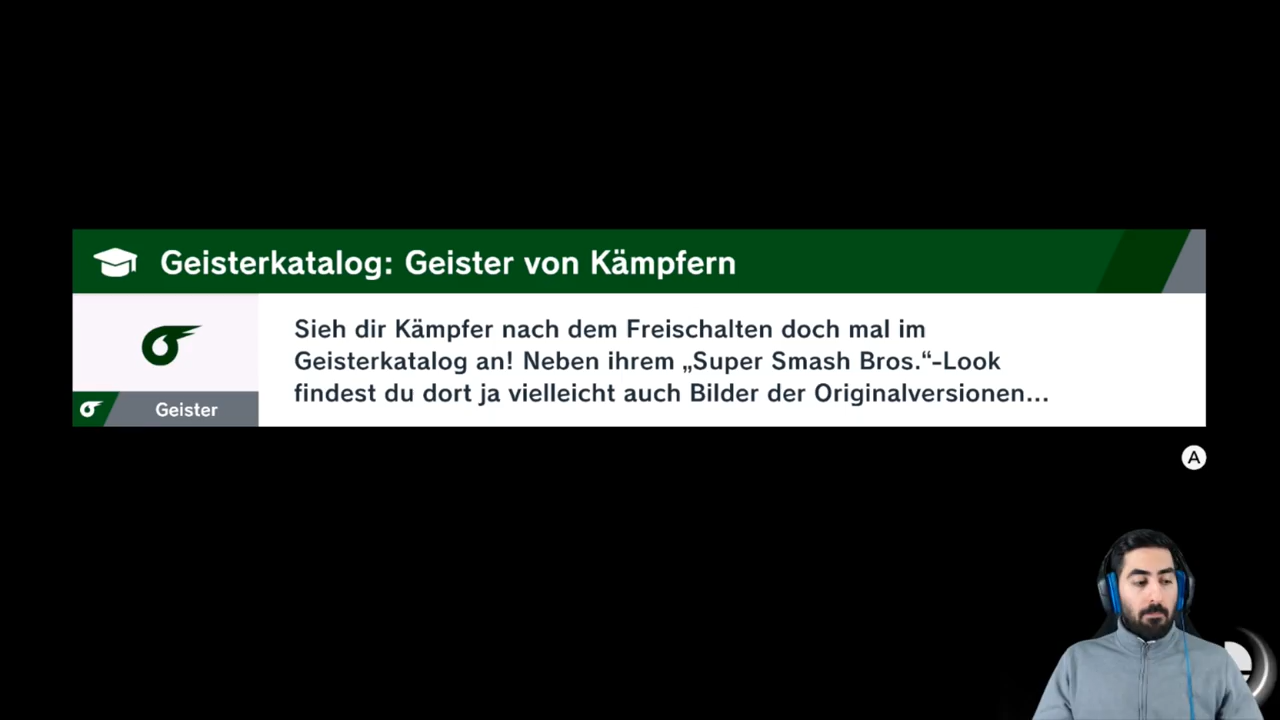 Geisterkatalog: Geister von Kämpfern
Sieh dir Kämpfer nach dem Freischalten doch mal im
Geisterkatalog an! Neben ihrem „Super Smash Bros.“-Look
findest du dort ja vielleicht auch Bilder der Originalversionen...
Geister
A